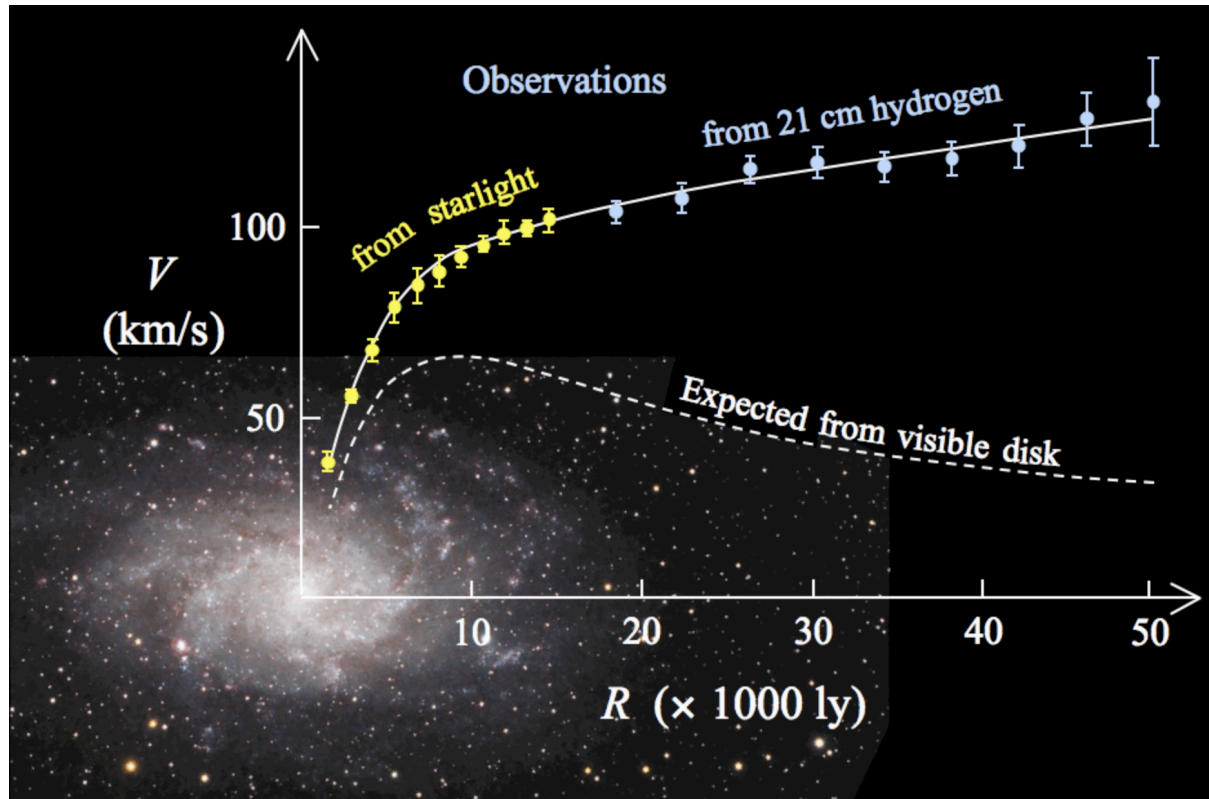 Observations
from 21 cm hydrogen
from starlight
100
V
(km/s)
50
Expected from visible disk
10
20
30
40
50
R (× 1000 ly)